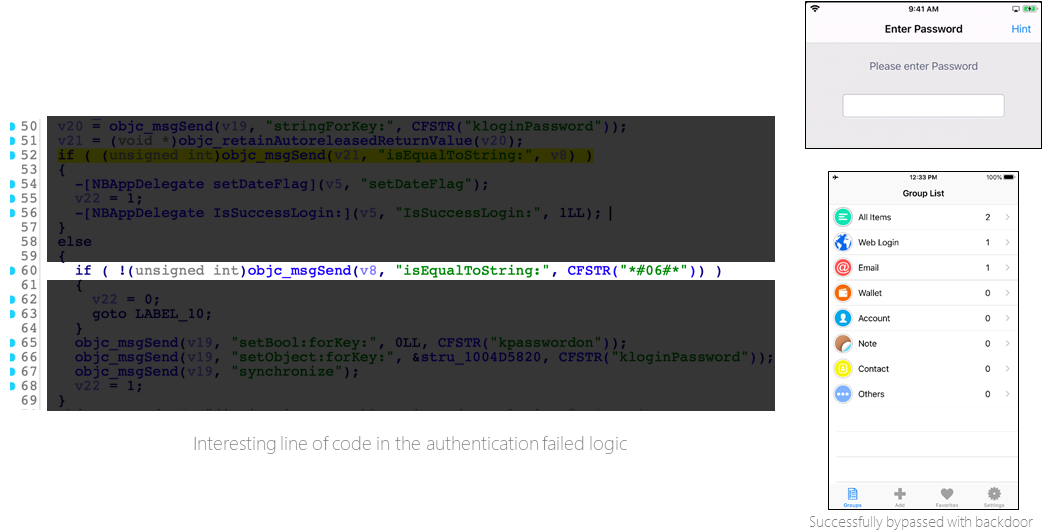 50 v20 = objc_msgSend(v19, "stringForKey:", CFSTR("kloginPassword"));
51 v21 = (void *)objc_retainAutoreleasedReturnValue(v20);
52 if ( (unsigned int)objc_msgSend(v21, "isEqualToString:", v8) )
53 {
54 -[NBAppDelegate setDateFlag](v5, "setDateFlag");
55 v22 = 1;
56 -[NBAppDelegate IsSuccessLogin:](v5, "IsSuccessLogin:", 1LL);
57 }
58 else
59 {
60 if ( !(unsigned int)objc_msgSend(v8, "isEqualToString:", CFSTR("*#06#*")) )
61 {
62 v22 = 0;
63 goto LABEL_10;
64 }
65 objc_msgSend(v19, "setBool:forKey:", 0LL, CFSTR("kpasswordon"));
66 objc_msgSend(v19, "setObject:forKey:", &stru_1004D5820, CFSTR("kloginPassword"));
67 objc_msgSend(v19, "synchronize");
68 v22 = 1;
69 }
Interesting line of code in the authentication failed logic
9:41 AM
Enter Password Hint
Please enter Password
12:33 PM 100%
Group List
All Items 2
Web Login 1
Email 1
Wallet 0
Account 0
Note 0
Contact 0
Others 0
Groups Add Favorites Settings
Successfully bypassed with backdoor